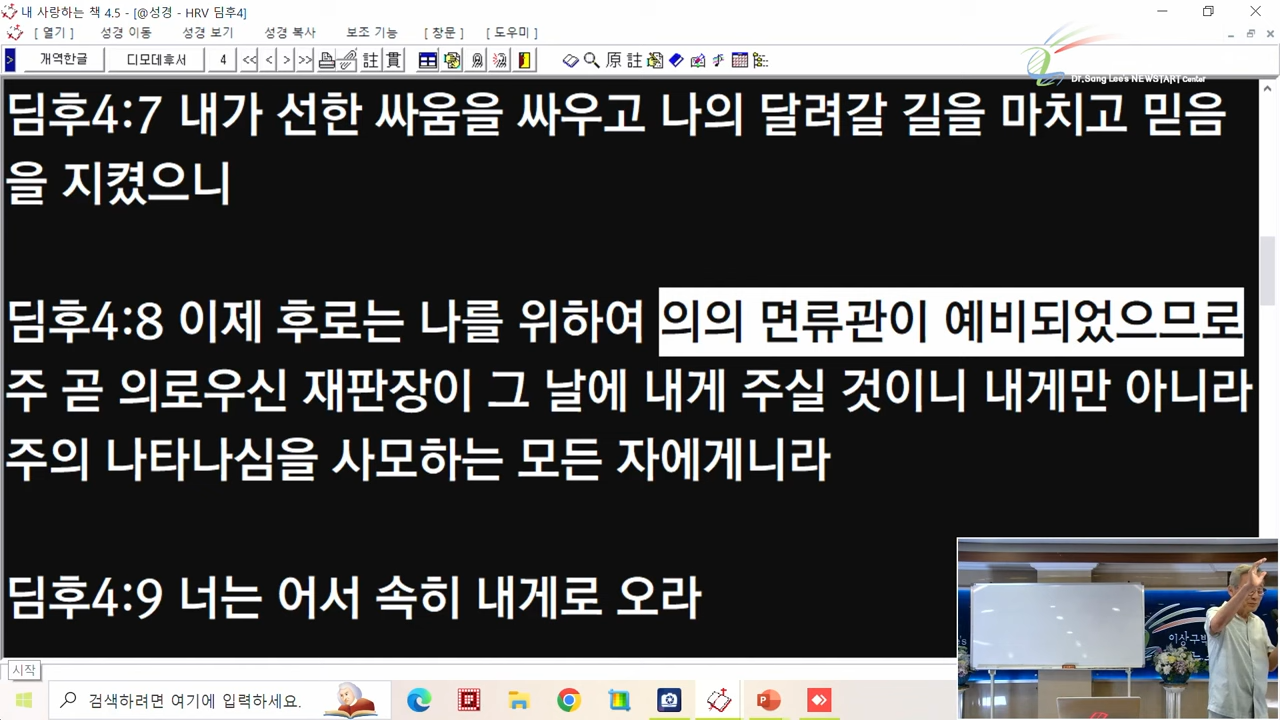 내 사랑하는 책 4.5 - [@성경 - HRV 딤후4]
[ 열기 ] 성경 이동 성경 보기 성경 복사 보조 기능 [ 창문 ] [ 도우미 ]
> 개역한글 디모데후서 4 << < > >> 註 貫 原 註
Dr.Sang Lee's NEWSTART Center
딤후4:7 내가 선한 싸움을 싸우고 나의 달려갈 길을 마치고 믿음
을 지켰으니
딤후4:8 이제 후로는 나를 위하여 의의 면류관이 예비되었으므로
주 곧 의로우신 재판장이 그 날에 내게 주실 것이니 내게만 아니라
주의 나타나심을 사모하는 모든 자에게니라
딤후4:9 너는 어서 속히 내게로 오라
이상구
시작
검색하려면 여기에 입력하세요.